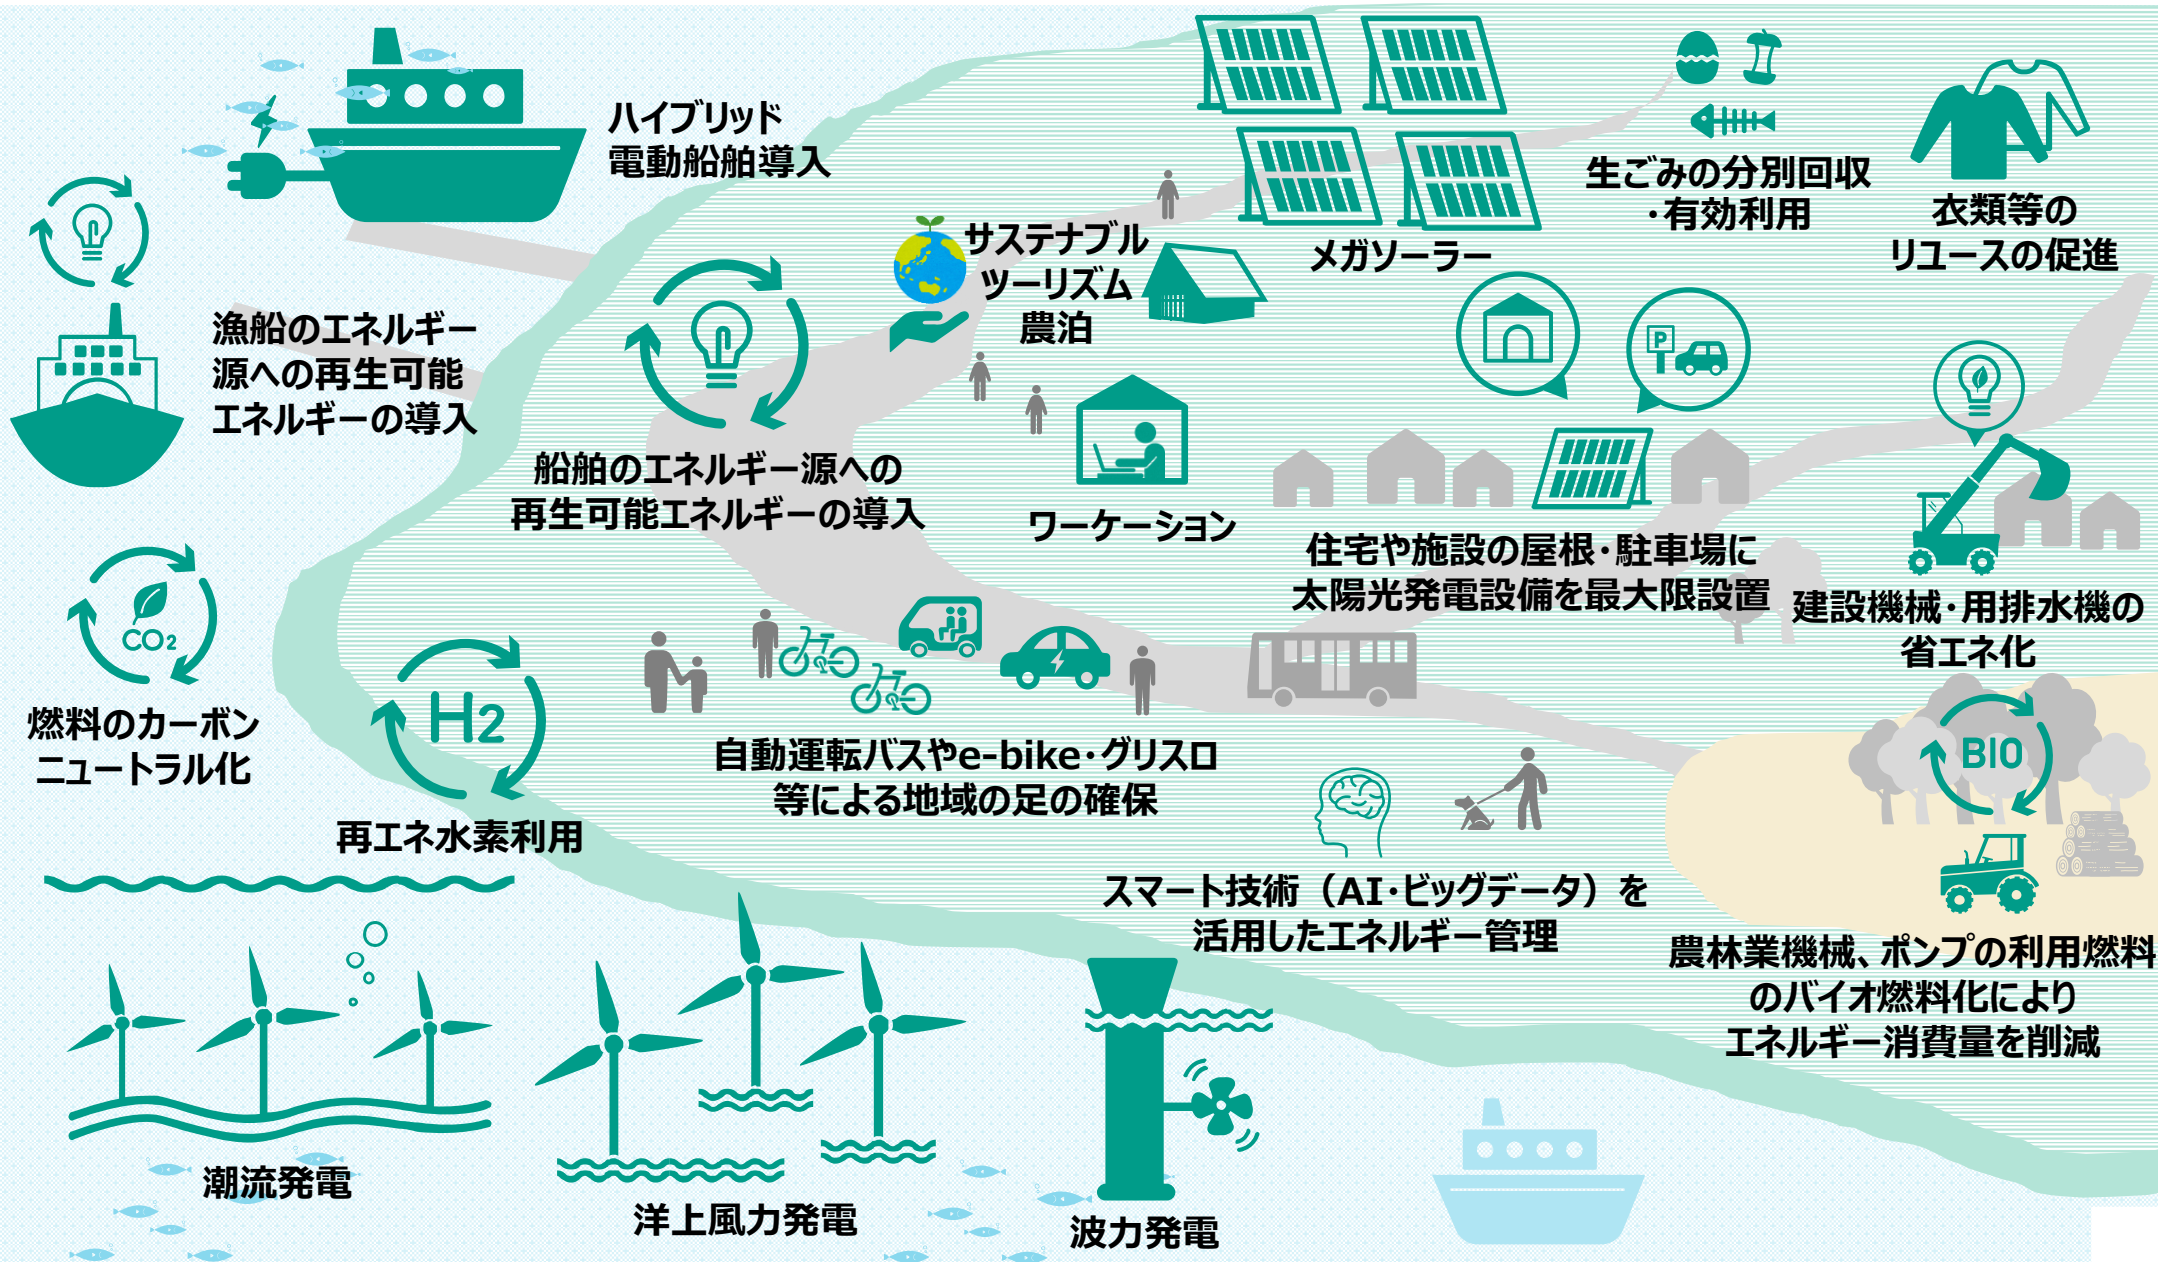 ハイブリッド
電動船舶導入
生ごみの分別回収
・有効利用
衣類等の
リユースの促進
サステナブル
ツーリズム
農泊
メガソーラー
漁船のエネルギー
源への再生可能
エネルギーの導入
P
船舶のエネルギー源への
再生可能エネルギーの導入
ワーケーション
住宅や施設の屋根・駐車場に
太陽光発電設備を最大限設置
建設機械・用排水機の
省エネ化
CO2
燃料のカーボン
ニュートラル化
H2
再エネ水素利用
自動運転バスやe-bike・グリスロ
等による地域の足の確保
BIO
スマート技術（AI・ビッグデータ）を
活用したエネルギー管理
農林業機械、ポンプの利用燃料
のバイオ燃料化により
エネルギー消費量を削減
潮流発電
洋上風力発電
波力発電